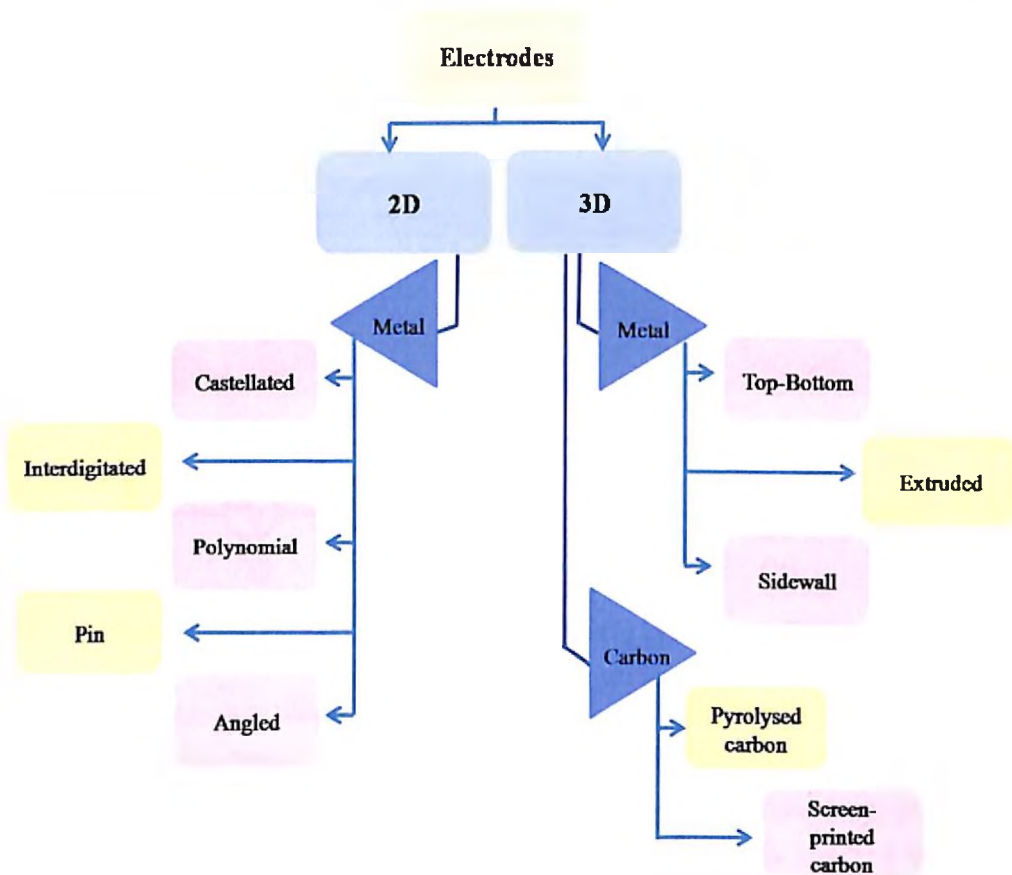 Electrodes
2D
3D
Metal
Metal
Castellated
Top-Bottom
Interdigitated
Extruded
Polynomial
Sidewall
Pin
Carbon
Angled
Pyrolysed
carbon
Screen-
printed
carbon